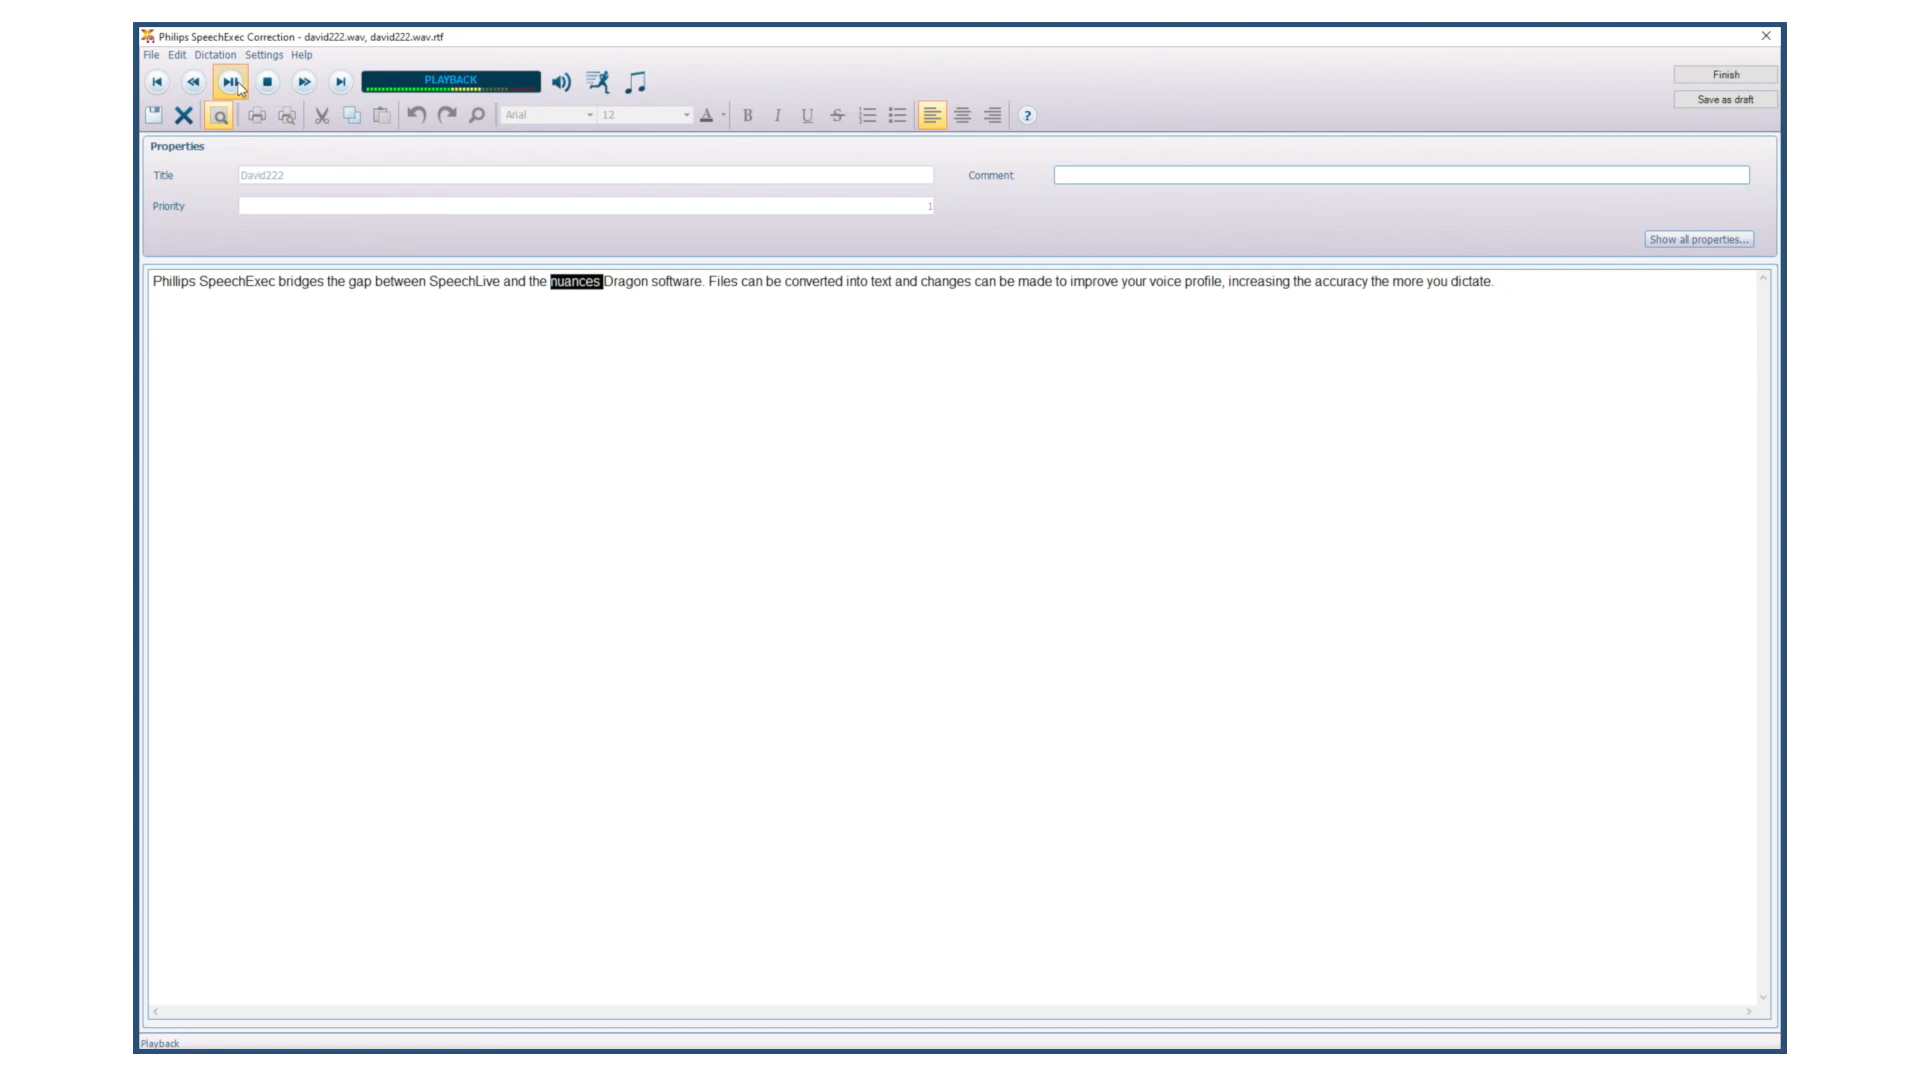 Philips SpeechExec Correction - david222.wav, david222.wav.rtf
File Edit Dictation Settings Help
PLAYBACK
Finish
Save as draft
Arial 12 A B I U S ?
Properties
Title David222 Comment
Priority 1
Show all properties...
Phillips SpeechExec bridges the gap between SpeechLive and the nuances Dragon software. Files can be converted into text and changes can be made to improve your voice profile, increasing the accuracy the more you dictate.
Playback